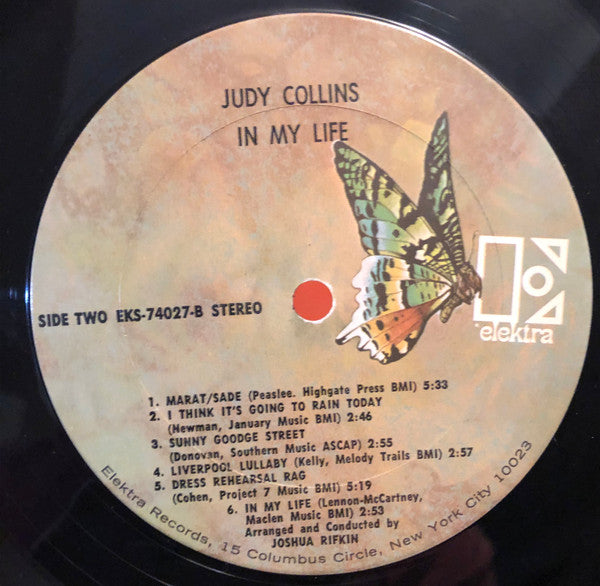 JUDY COLLINS
IN MY LIFE
SIDE TWO EKS-74027-B STEREO
elektra
1. MARAT/SADE (Peaslee. Highgate Press BMI) 5:33
2. I THINK IT'S GOING TO RAIN TODAY
(Newman, January Music BMI) 2:46
3. SUNNY GOODGE STREET
(Donovan, Southern Music ASCAP) 2:55
4. LIVERPOOL LULLABY (Kelly, Melody Trails BMI) 2:57
5. DRESS REHEARSAL RAG
(Cohen, Project 7 Music BMI) 5:19
6. IN MY LIFE (Lennon-McCartney,
Maclen Music BMI) 2:53
Arranged and Conducted by
JOSHUA RIFKIN
Elektra Records, 15 Columbus Circle, New York City 10023